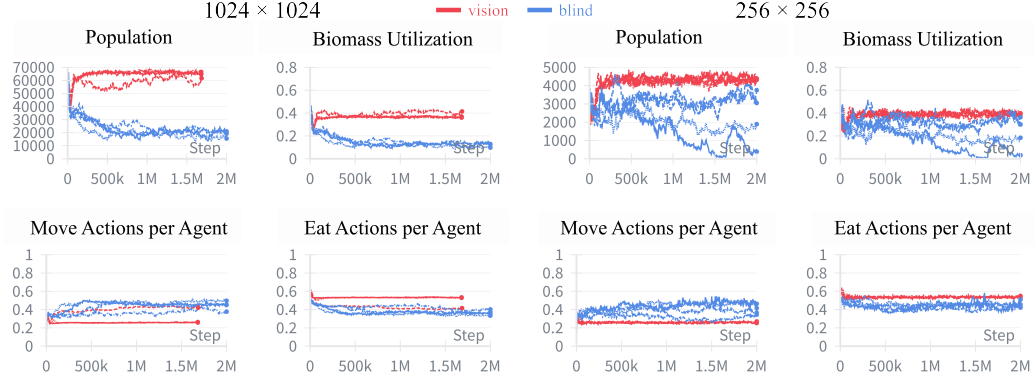 1024 × 1024 vision blind 256 × 256
Population Biomass Utilization Population Biomass Utilization
70000 0.8 5000 0.8
60000
50000 0.6 4000 0.6
40000 0.4 3000 0.4
30000 2000
20000 0.2 1000 0.2
10000
0 Step 0 Step 0 Step 0 Step
0 500k 1M 1.5M 2M 0 500k 1M 1.5M 2M 0 500k 1M 1.5M 2M 0 500k 1M 1.5M 2M
Move Actions per Agent Eat Actions per Agent Move Actions per Agent Eat Actions per Agent
1 1 1 1
0.8 0.8 0.8 0.8
0.6 0.6 0.6 0.6
0.4 0.4 0.4 0.4
0.2 0.2 0.2 0.2
0 Step 0 Step 0 Step 0 Step
0 500k 1M 1.5M 2M 0 500k 1M 1.5M 2M 0 500k 1M 1.5M 2M 0 500k 1M 1.5M 2M